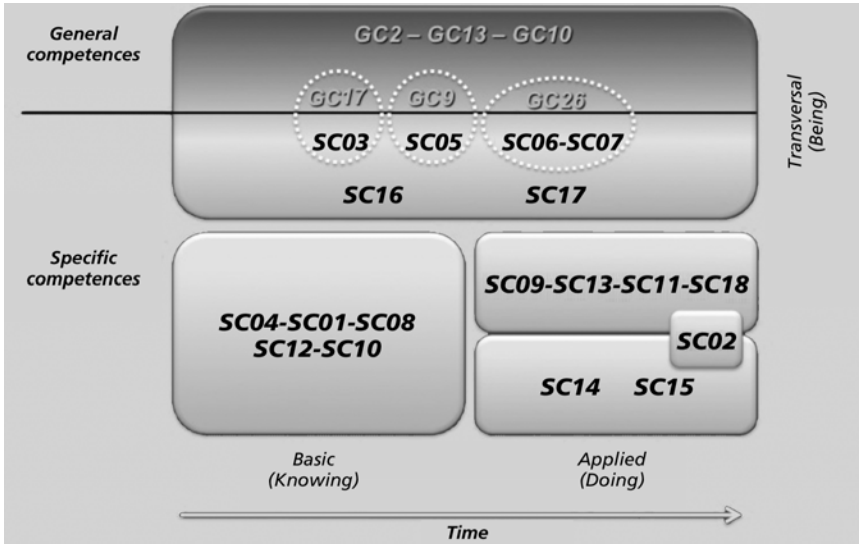 General
competences
GC2 – GC13 – GC10
GC17
GC9
GC26
SC03
SC05
SC06-SC07
SC16
SC17
Transversal
(Being)
Specific
competences
SC04-SC01-SC08
SC12-SC10
SC09-SC13-SC11-SC18
SC02
SC14
SC15
Basic
(Knowing)
Applied
(Doing)
Time